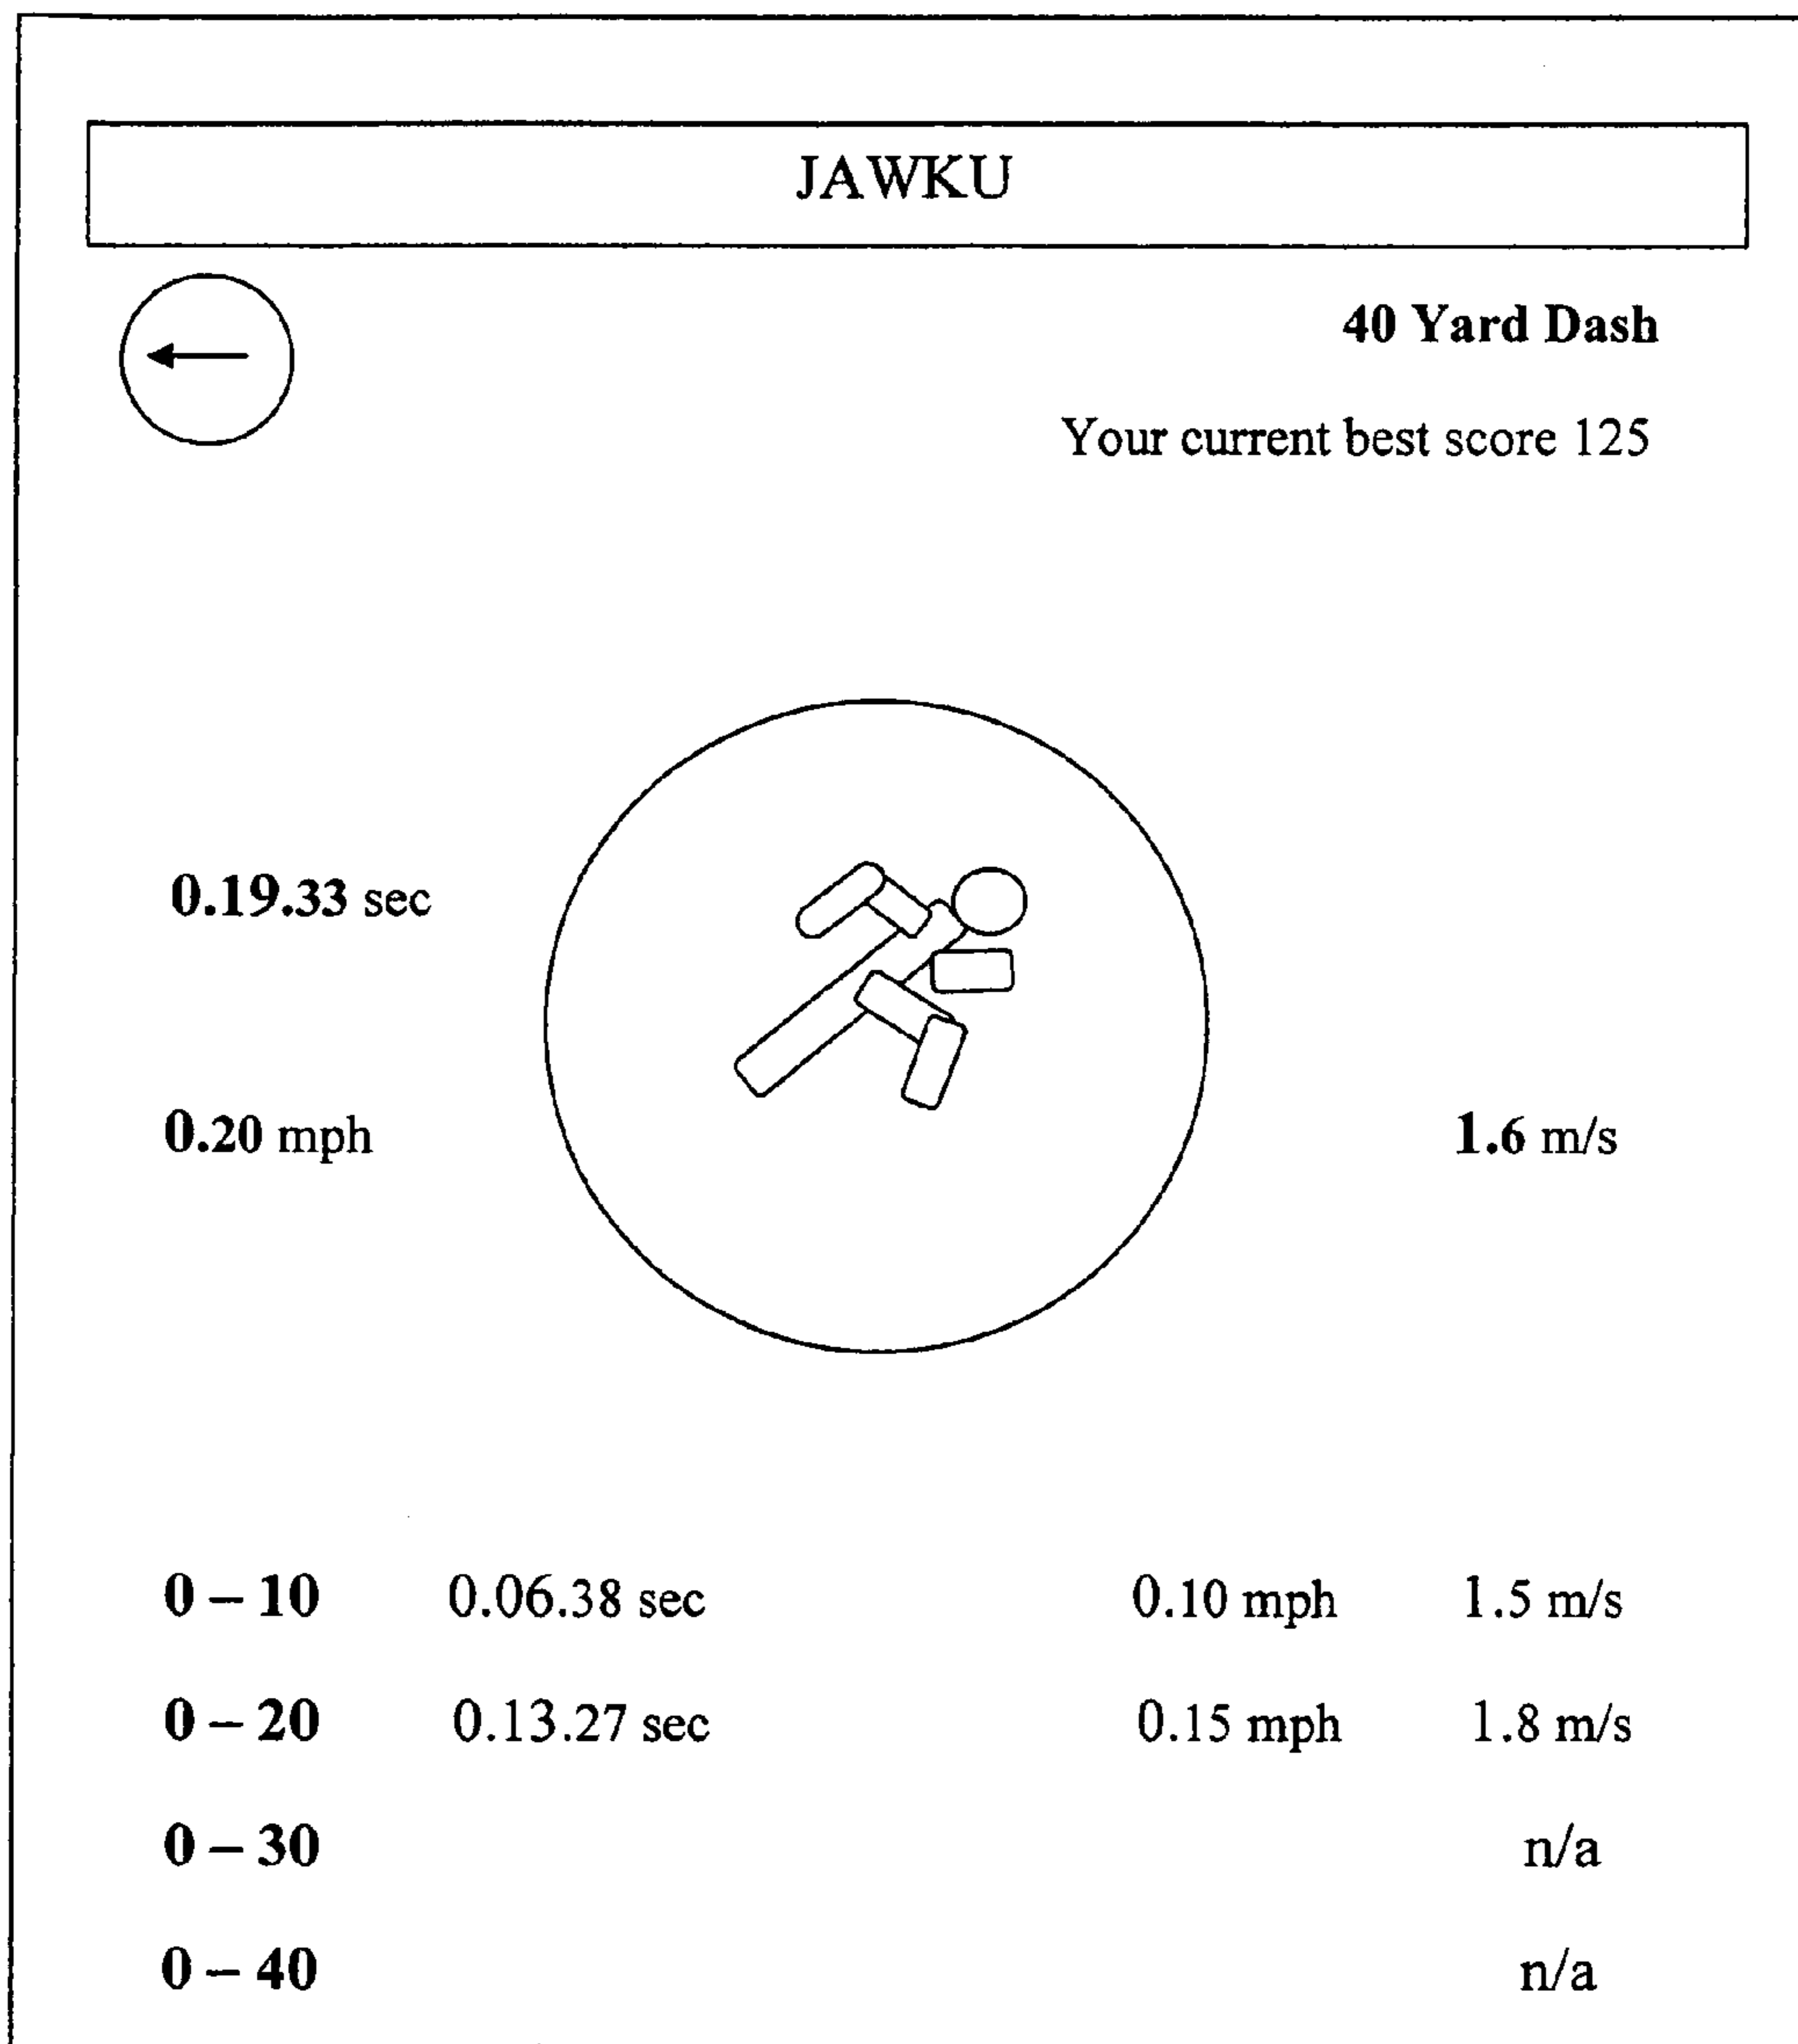 JAWKU
40 Yard Dash
Your current best score 125
0.19.33 sec
0.20 mph 1.6 m/s
0 – 10 0.06.38 sec 0.10 mph 1.5 m/s
0 – 20 0.13.27 sec 0.15 mph 1.8 m/s
0 – 30 n/a
0 – 40 n/a